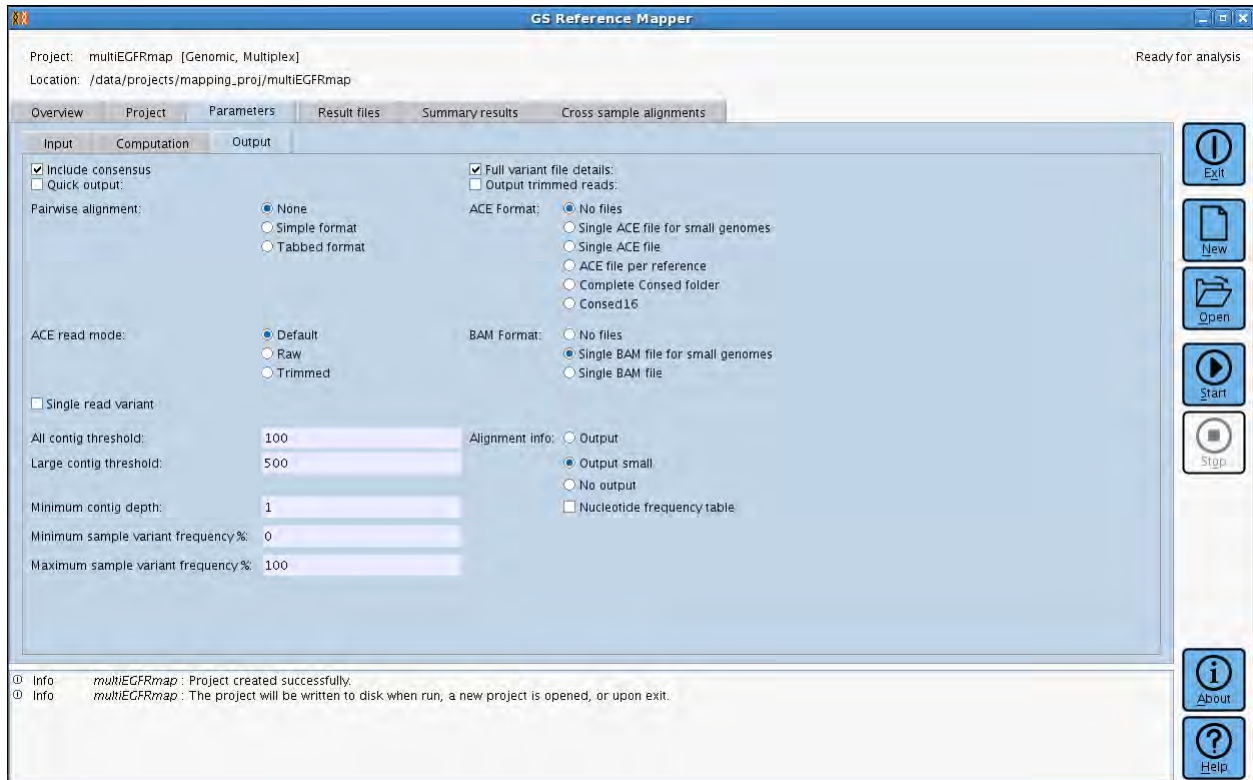 GS Reference Mapper
Project: multiEGFRmap [Genomic, Multiplex]
Ready for analysis
Location: /data/projects/mapping_proj/multiEGFRmap
Overview Project Parameters Result files Summary results Cross sample alignments
Input Computation Output
Include consensus Full variant file details:
Quick output: Output trimmed reads:
Pairwise alignment: None ACE Format: No files
Simple format Single ACE file for small genomes
Tabbed format Single ACE file
ACE file per reference
Complete Consed folder
Consed16
ACE read mode: Default BAM Format: No files
Raw Single BAM file for small genomes
Trimmed Single BAM file
Single read variant
All contig threshold: 100 Alignment info: Output
Large contig threshold: 500 Output small
No output
Minimum contig depth: 1 Nucleotide frequency table
Minimum sample variant frequency %: 0
Maximum sample variant frequency %: 100
Exit
New
Open
Start
Stop
About
Help
Info multiEGFRmap : Project created successfully.
Info multiEGFRmap : The project will be written to disk when run, a new project is opened, or upon exit.